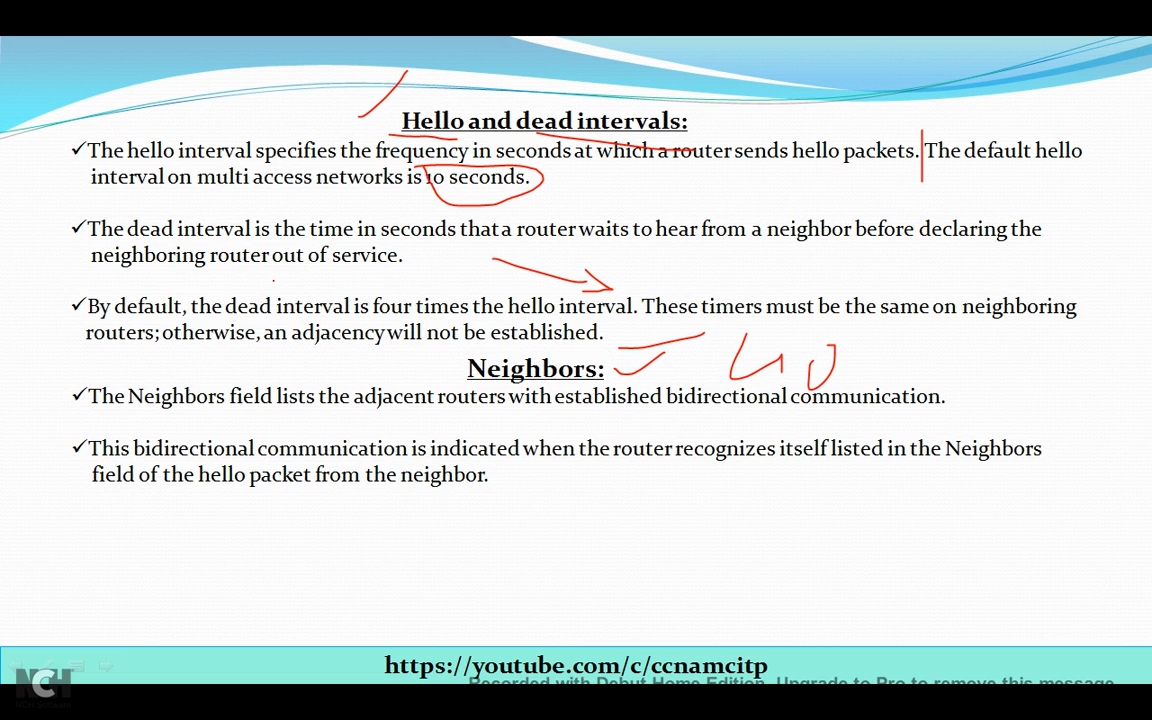 Hello and dead intervals:
✓The hello interval specifies the frequency in seconds at which a router sends hello packets. The default hello
interval on multi access networks is 10 seconds.
✓The dead interval is the time in seconds that a router waits to hear from a neighbor before declaring the
neighboring router out of service.
✓By default, the dead interval is four times the hello interval. These timers must be the same on neighboring
routers; otherwise, an adjacency will not be established.
40
Neighbors:
✓The Neighbors field lists the adjacent routers with established bidirectional communication.
✓This bidirectional communication is indicated when the router recognizes itself listed in the Neighbors
field of the hello packet from the neighbor.
https://youtube.com/c/ccnamcitp
Recorded with Debut Home Edition. Upgrade to Pro to remove this message
NCH
NCH Software